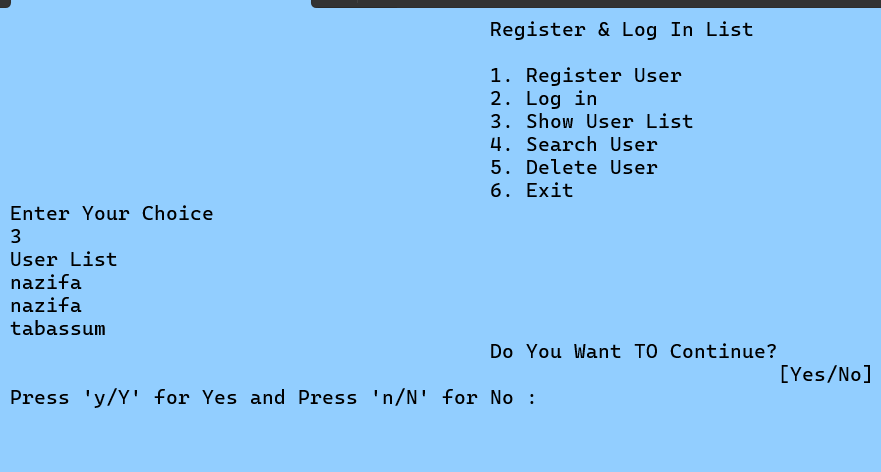 Register & Log In List
1. Register User
2. Log in
3. Show User List
4. Search User
5. Delete User
6. Exit
Enter Your Choice
3
User List
nazifa
nazifa
tabassum
Do You Want TO Continue?
[Yes/No]
Press 'y/Y' for Yes and Press 'n/N' for No :